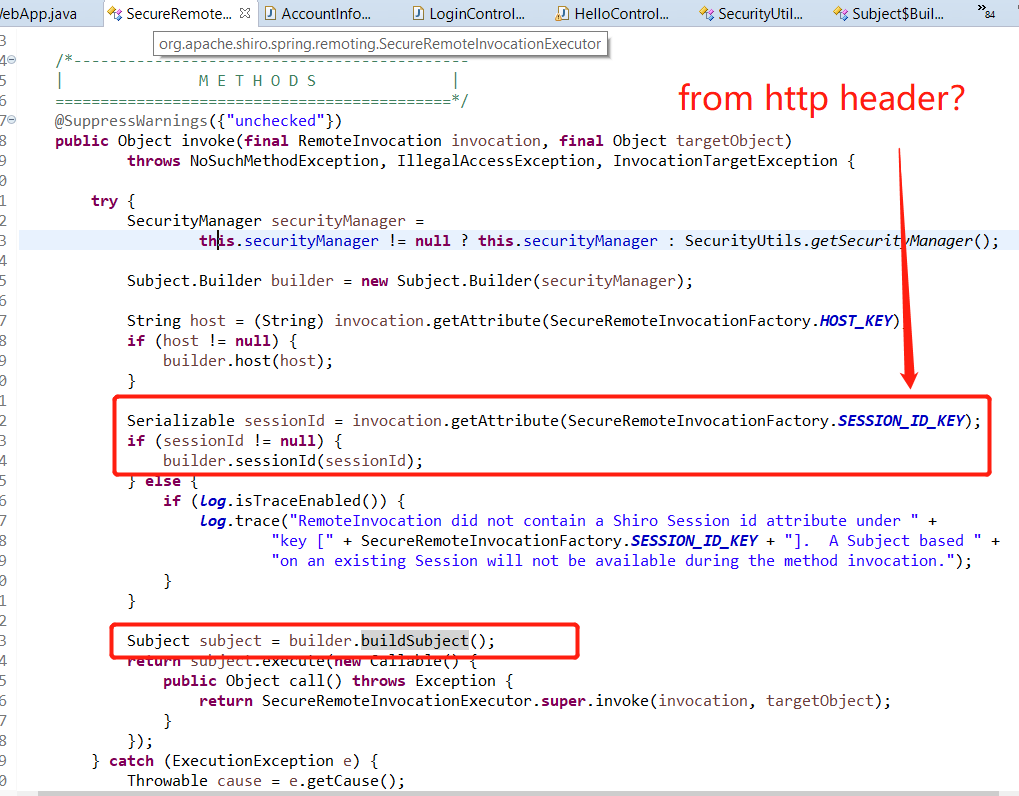 ebApp.java
SecureRemote...
AccountInfo...
LoginControl...
HelloControl...
SecurityUtil...
Subject$Buil...
84
org.apache.shiro.spring.remoting.SecureRemoteInvocationExecutor
3
4 /*--------------------------------------------
5 |               M E T H O D S               |
6 ============================================*/
from http header?
7 @SuppressWarnings({"unchecked"})
8 public Object invoke(final RemoteInvocation invocation, final Object targetObject)
9 throws NoSuchMethodException, IllegalAccessException, InvocationTargetException {
0
1 try {
2 SecurityManager securityManager =
3 this.securityManager != null ? this.securityManager : SecurityUtils.getSecurityManager();
4
5 Subject.Builder builder = new Subject.Builder(securityManager);
6
7 String host = (String) invocation.getAttribute(SecureRemoteInvocationFactory.HOST_KEY);
8 if (host != null) {
9 builder.host(host);
0 }
1
2 Serializable sessionId = invocation.getAttribute(SecureRemoteInvocationFactory.SESSION_ID_KEY);
3 if (sessionId != null) {
4 builder.sessionId(sessionId);
5 } else {
6 if (log.isTraceEnabled()) {
7 log.trace("RemoteInvocation did not contain a Shiro Session id attribute under " +
8 "key [" + SecureRemoteInvocationFactory.SESSION_ID_KEY + "].  A Subject based " +
9 "on an existing Session will not be available during the method invocation.");
0 }
1 }
2
3 Subject subject = builder.buildSubject();
4 return subject.execute(new Callable() {
5 public Object call() throws Exception {
6 return SecureRemoteInvocationExecutor.super.invoke(invocation, targetObject);
7 }
8 });
9 } catch (ExecutionException e) {
0 Throwable cause = e.getCause();